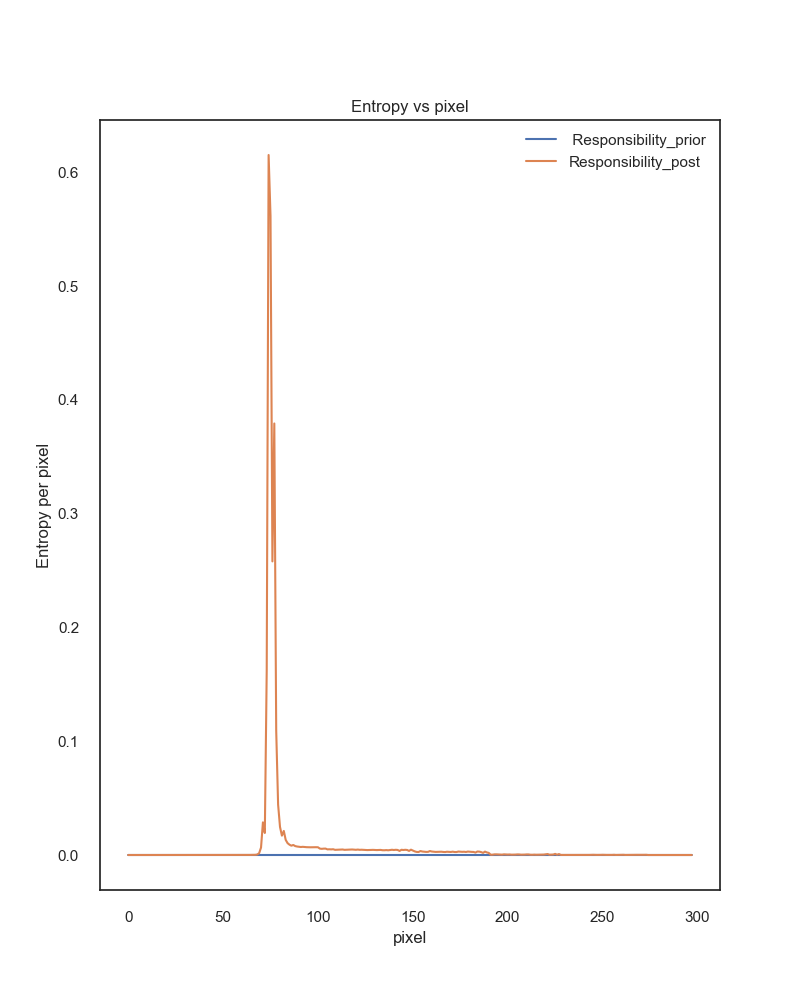 Entropy vs pixel
Responsibility_prior
Responsibility_post
0.6
0.5
0.4
0.3
0.2
0.1
0.0
Entropy per pixel
0 50 100 150 200 250 300
pixel